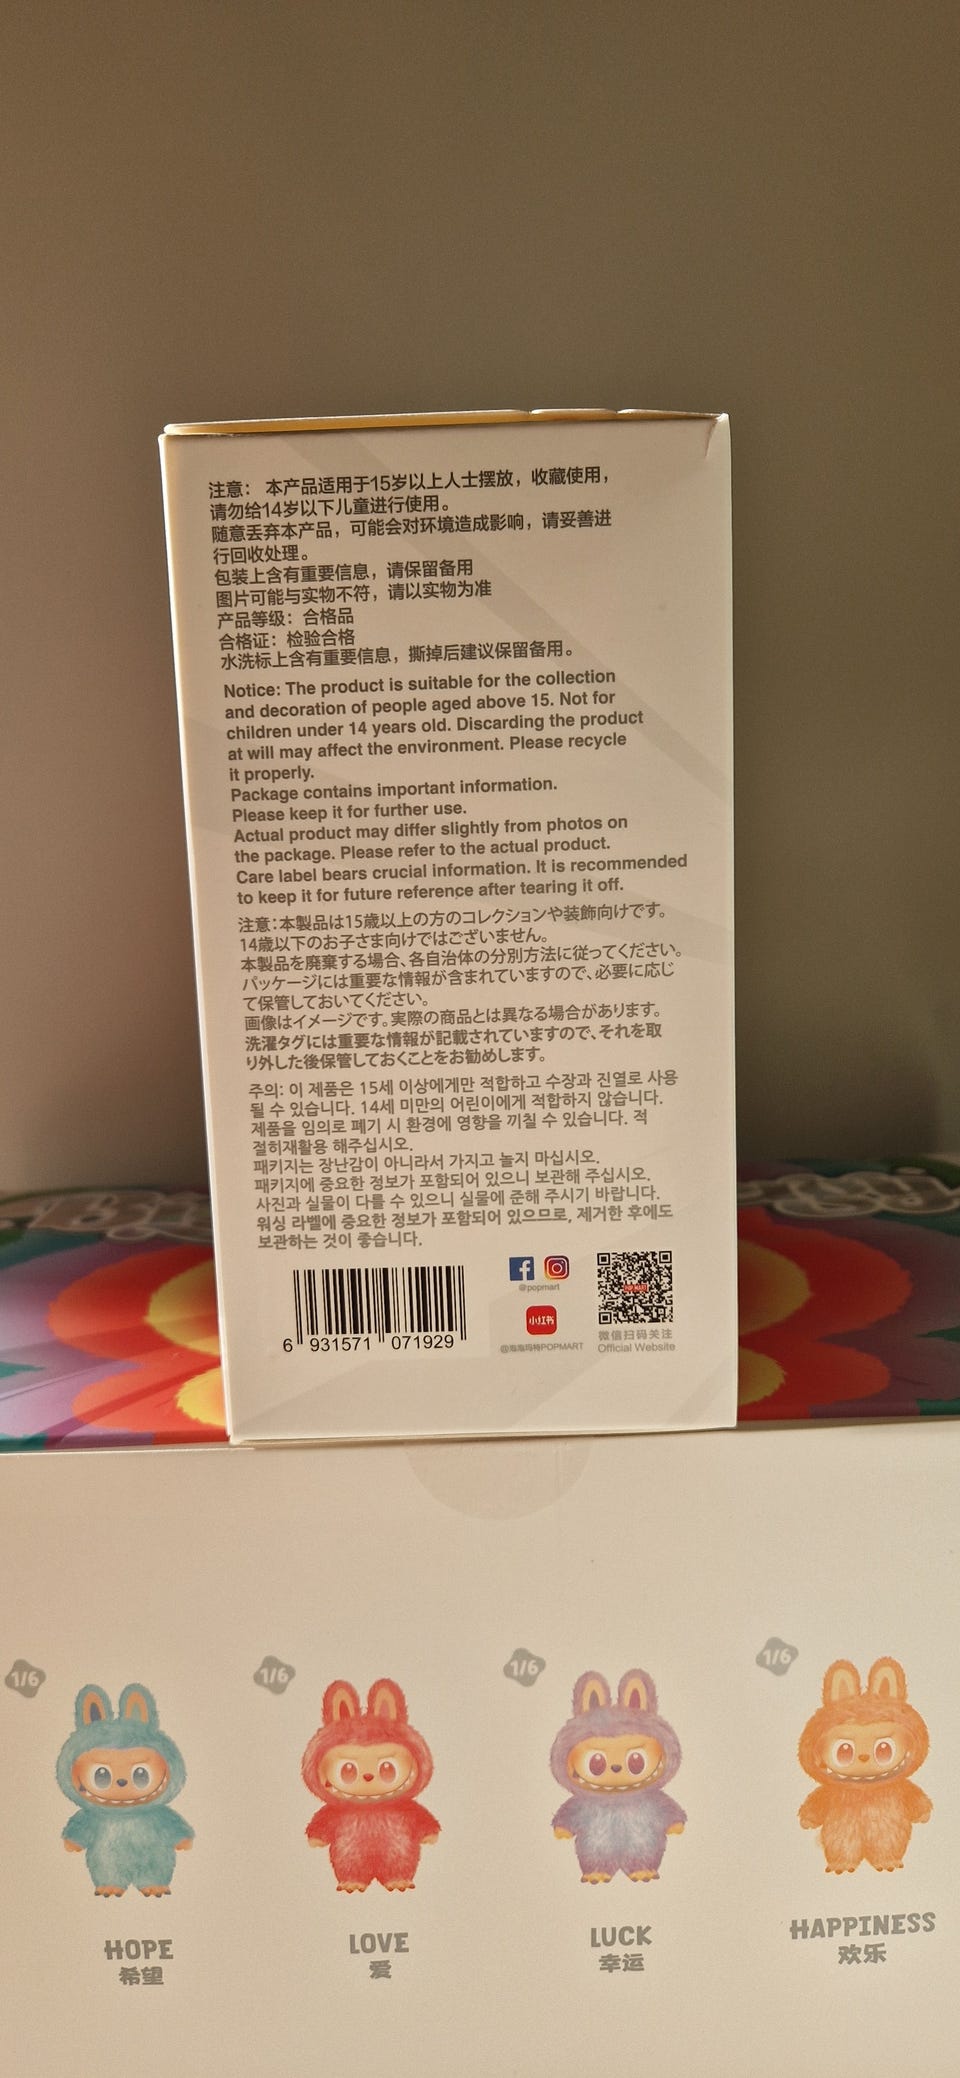 注意： 本产品适用于15岁以上人士摆放，收藏使用，
请勿给14岁以下儿童进行使用。
随意丢弃本产品，可能会对环境造成影响，请妥善进
行回收处理。
包装上含有重要信息，请保留备用
图片可能与实物不符，请以实物为准
产品等级：合格品
合格证：检验合格
水洗标上含有重要信息，撕掉后建议保留备用。
Notice: The product is suitable for the collection
and decoration of people aged above 15. Not for
children under 14 years old. Discarding the product
at will may affect the environment. Please recycle
it properly.
Package contains important information.
Please keep it for further use.
Actual product may differ slightly from photos on
the package. Please refer to the actual product.
Care label bears crucial information. It is recommended
to keep it for future reference after tearing it off.
注意：本製品は15歳以上の方のコレクションや装飾向けです。
14歳以下のお子さま向けではございません。
本製品を廃棄する場合、各自治体の分別方法に従ってください。
パッケージには重要な情報が含まれていますので、必要に応じ
て保管しておいてください。
画像はイメージです。実際の商品とは異なる場合があります。
洗濯タグには重要な情報が記載されていますので、それを取
り外した後保管しておくことをお勧めします。
주의: 이 제품은 15세 이상에게만 적합하고 수장과 진열로 사용
될 수 있습니다. 14세 미만의 어린이에게 적합하지 않습니다.
제품을 임의로 폐기 시 환경에 영향을 끼칠 수 있습니다. 적
절히재활용 해주십시오.
패키지는 장난감이 아니라서 가지고 놀지 마십시오.
패키지에 중요한 정보가 포함되어 있으니 보관해 주십시오.
사진과 실물이 다를 수 있으니 실물에 준해 주시기 바랍니다.
워싱 라벨에 중요한 정보가 포함되어 있으므로, 제거한 후에도
보관하는 것이 좋습니다.
6 931571 071929
@popmart
小红书
@泡泡玛特POPMART
POP MART
微信扫码关注
Official Website
1/6
1/6
1/6
1/6
HOPE
希望
LOVE
爱
LUCK
幸运
HAPPINESS
欢乐